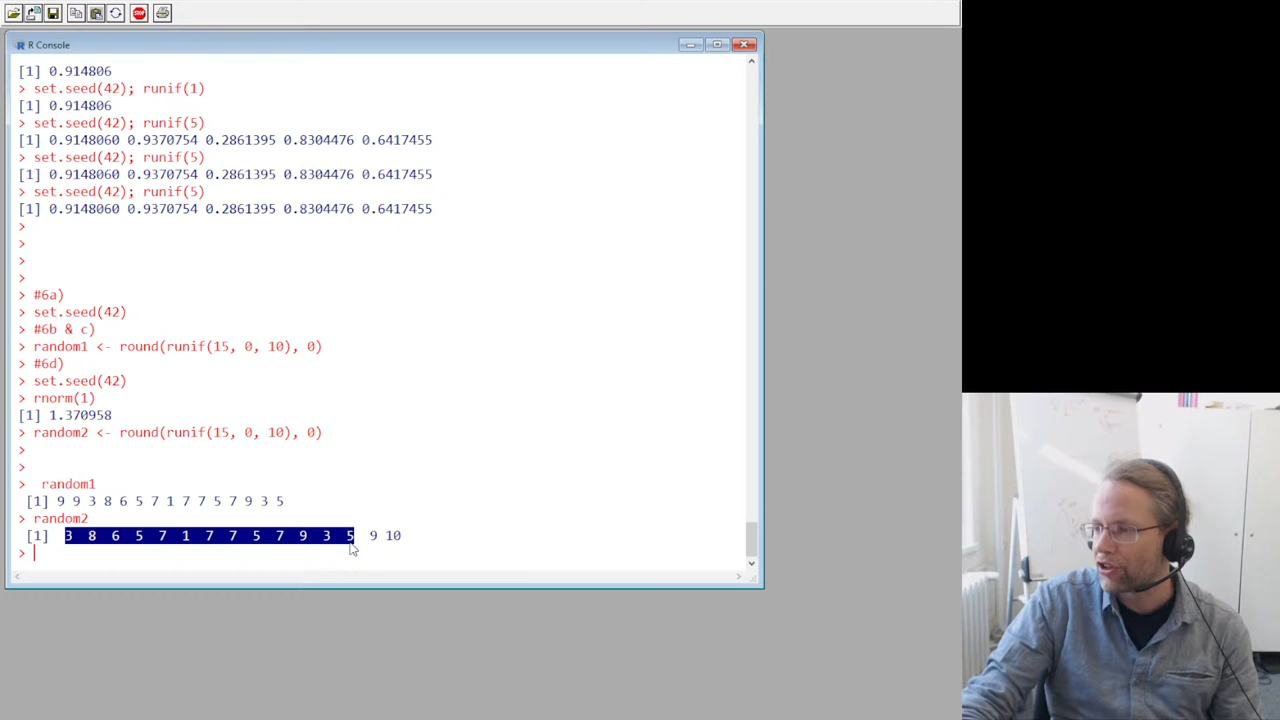 STOP
R Console
[1] 0.914806
> set.seed(42); runif(1)
[1] 0.914806
> set.seed(42); runif(5)
[1] 0.9148060 0.9370754 0.2861395 0.8304476 0.6417455
> set.seed(42); runif(5)
[1] 0.9148060 0.9370754 0.2861395 0.8304476 0.6417455
> set.seed(42); runif(5)
[1] 0.9148060 0.9370754 0.2861395 0.8304476 0.6417455
>
>
>
>
> #6a)
> set.seed(42)
> #6b & c)
> random1 <- round(runif(15, 0, 10), 0)
> #6d)
> set.seed(42)
> rnorm(1)
[1] 1.370958
> random2 <- round(runif(15, 0, 10), 0)
>
>
>  random1
[1] 9 9 3 8 6 5 7 1 7 7 5 7 9 3 5
> random2
[1]  3  8  6  5  7  1  7  7  5  7  9  3  5  9 10
>